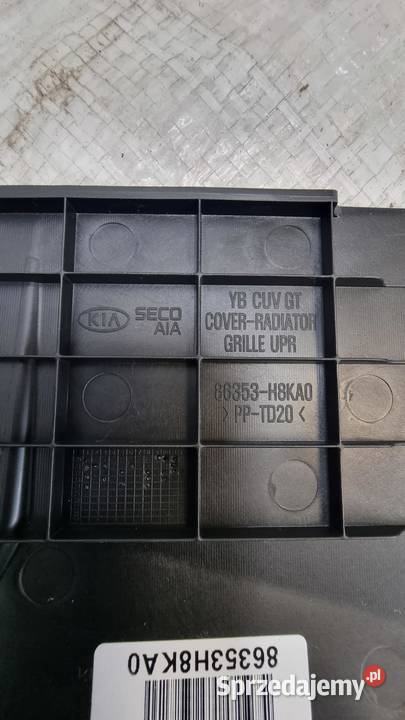 KIA
SECO
AIA
YB CUV GT
COVER-RADIATOR
GRILLE UPR
86353-H8KA0
>PP-TD20<
86353H8KA0
Sprzedajemy.pl